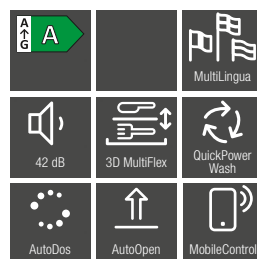 A
G
A
MultiLingua
42 dB
3D MultiFlex
QuickPower
Wash
AutoDos
AutoOpen
MobileControl